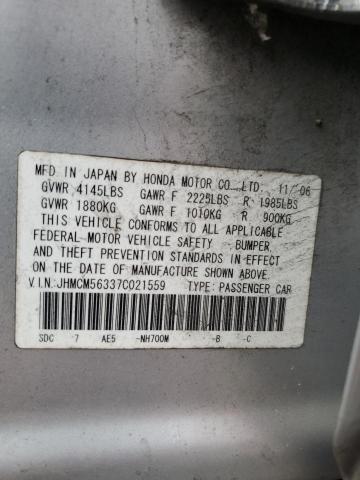 MFD IN JAPAN BY HONDA MOTOR CO.,LTD. 11/06
GVWR 4145LBS GAWR F 2225LBS R 1985LBS
GVWR 1880KG GAWR F 1010KG R 900KG
THIS VEHICLE CONFORMS TO ALL APPLICABLE
FEDERAL MOTOR VEHICLE SAFETY - BUMPER,
AND THEFT PREVENTION STANDARDS IN EFFECT
ON THE DATE OF MANUFACTURE SHOWN ABOVE.
V.I.N:JHMCM56337C021559 TYPE: PASSENGER CAR
SDC 7 AE5 -NH700M -B -C